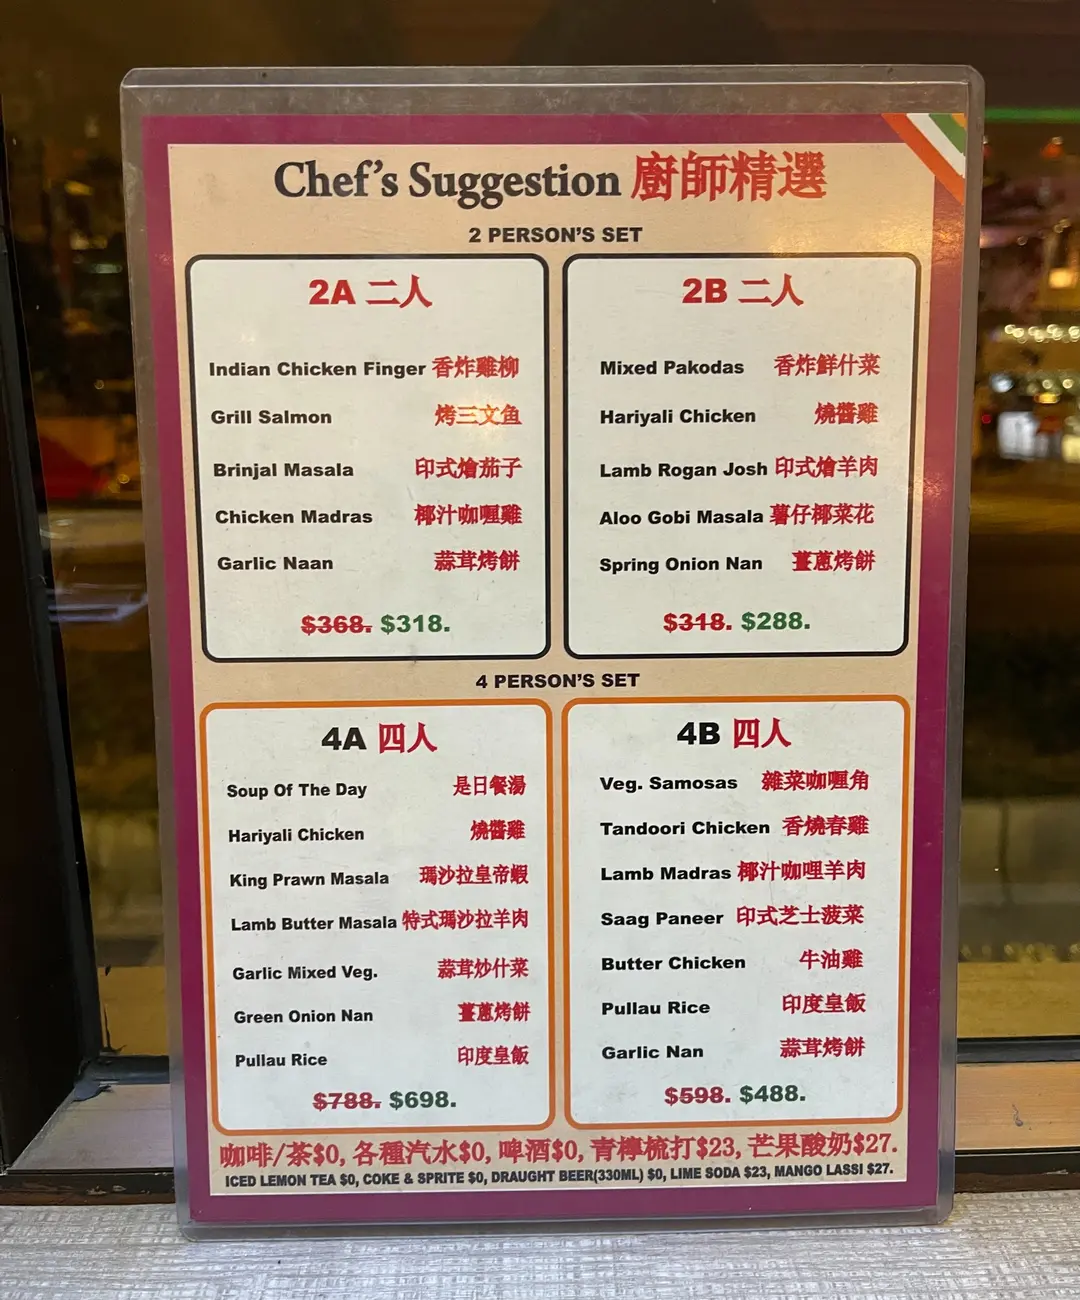 Chef's Suggestion 廚師精選
2 PERSON'S SET
2A 二人
Indian Chicken Finger 香炸雞柳
Grill Salmon 烤三文鱼
Brinjal Masala 印式燴茄子
Chicken Madras 椰汁咖喱雞
Garlic Naan 蒜茸烤餅
$368. $318.
2B 二人
Mixed Pakodas 香炸鮮什菜
Hariyali Chicken 燒醬雞
Lamb Rogan Josh 印式燴羊肉
Aloo Gobi Masala 薯仔椰菜花
Spring Onion Nan 薑蔥烤餅
$318. $288.
4 PERSON'S SET
4A 四人
Soup Of The Day 是日餐湯
Hariyali Chicken 燒醬雞
King Prawn Masala 瑪沙拉皇帝蝦
Lamb Butter Masala 特式瑪沙拉羊肉
Garlic Mixed Veg. 蒜茸炒什菜
Green Onion Nan 薑蔥烤餅
Pullau Rice 印度皇飯
$788. $698.
4B 四人
Veg. Samosas 雜菜咖喱角
Tandoori Chicken 香燒春雞
Lamb Madras 椰汁咖哩羊肉
Saag Paneer 印式芝士菠菜
Butter Chicken 牛油雞
Pullau Rice 印度皇飯
Garlic Nan 蒜茸烤餅
$598. $488.
咖啡/茶$0, 各種汽水$0, 啤酒$0, 青檸梳打$23, 芒果酸奶$27.
ICED LEMON TEA $0, COKE & SPRITE $0, DRAUGHT BEER(330ML) $0, LIME SODA $23, MANGO LASSI $27.